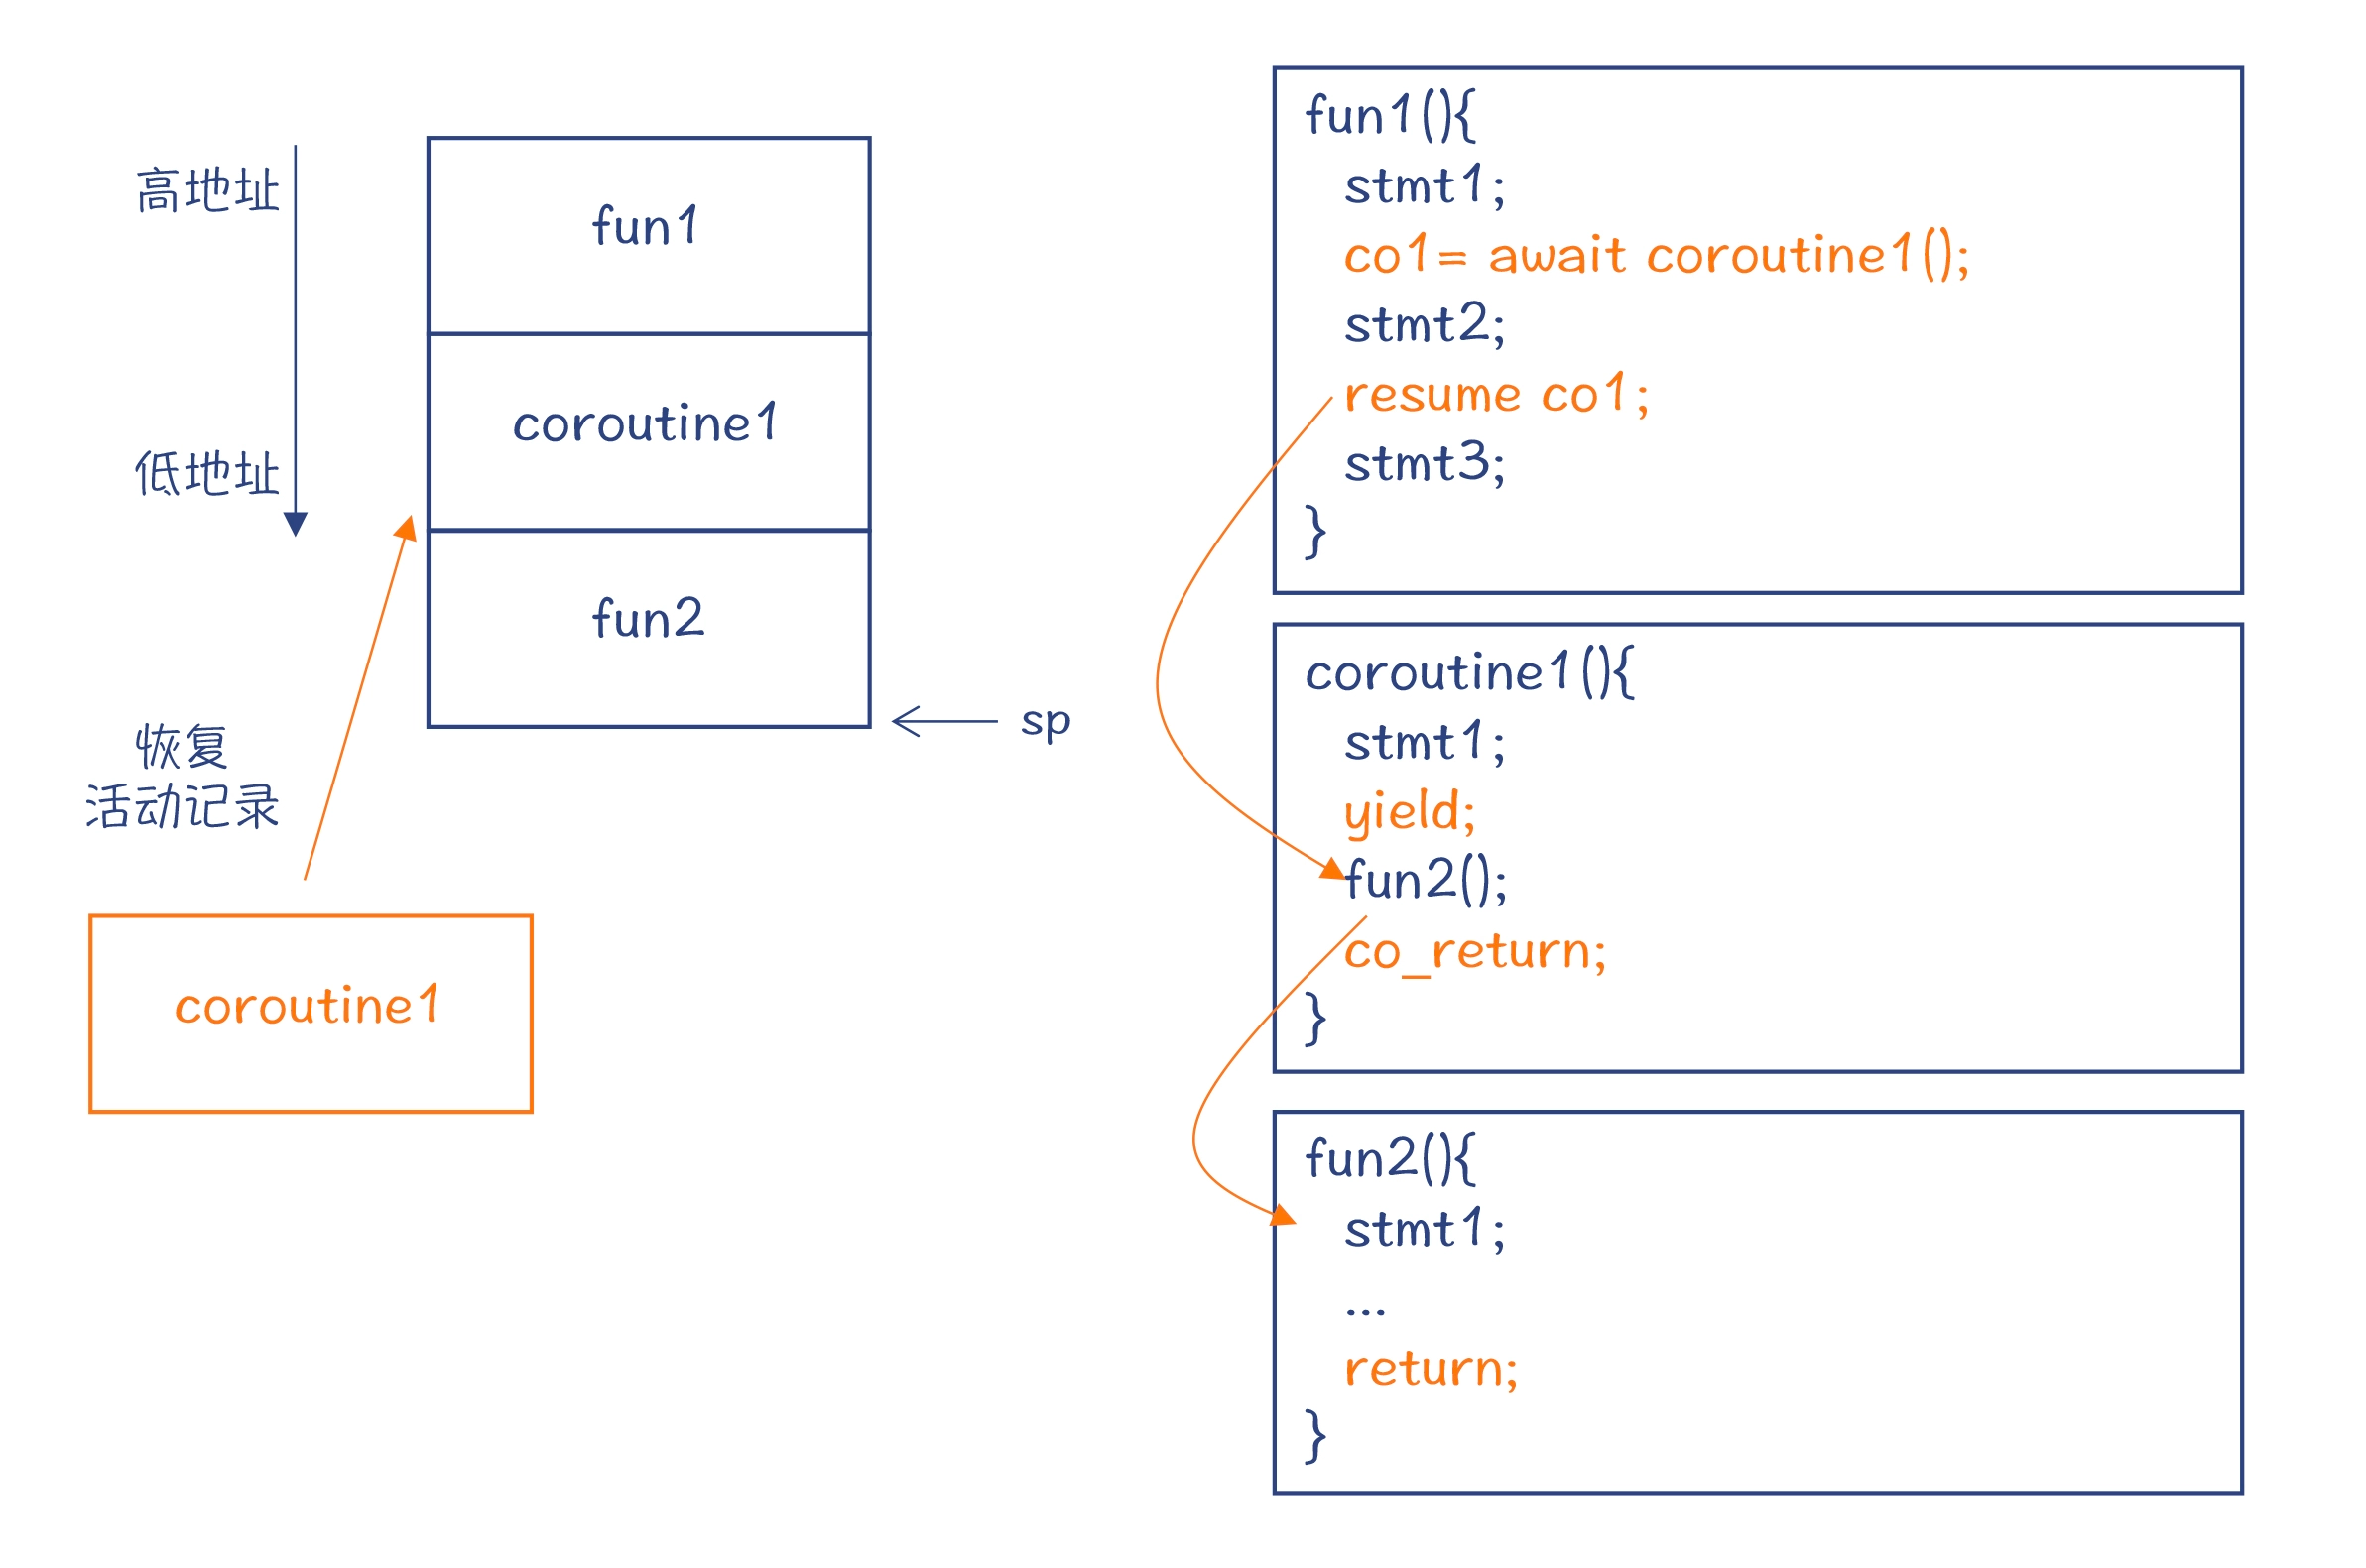 高地址
低地址
fun1
coroutine1
fun2
sp
恢复
活动记录
coroutine1
fun1(){
stmt1;
co1= await coroutine1();
stmt2;
resume co1;
stmt3;
}
coroutine1(){
stmt1;
yield;
fun2();
co_return;
}
fun2(){
stmt1;
...
return;
}